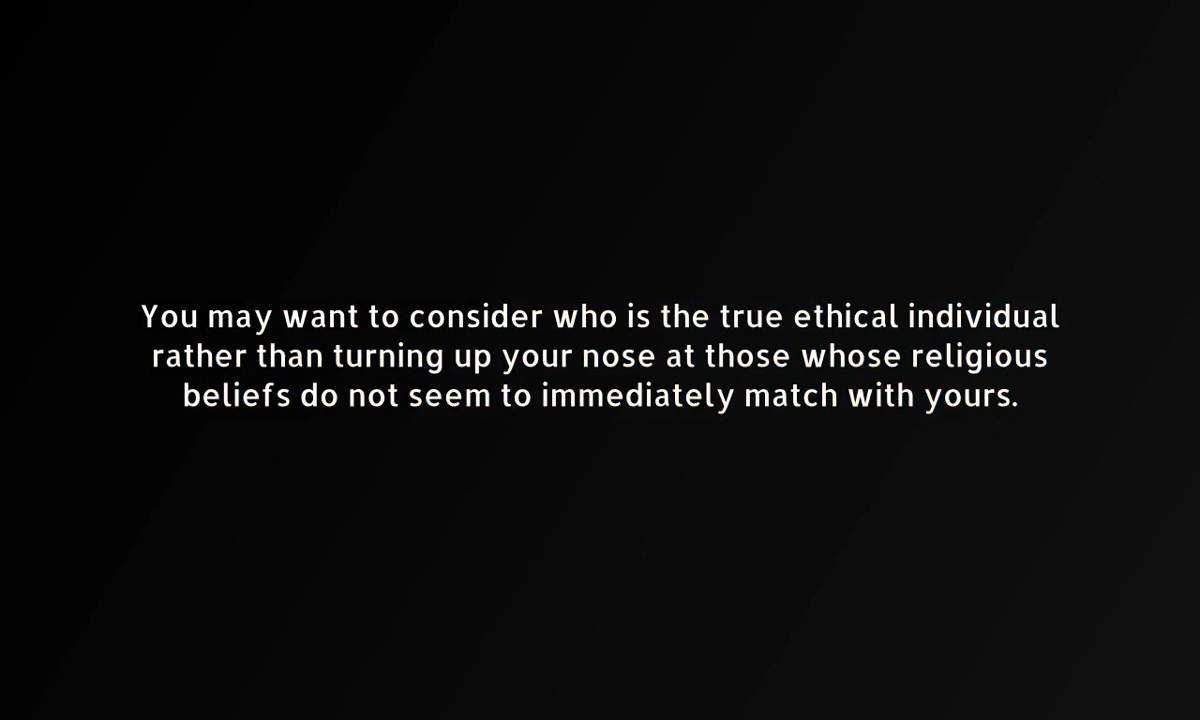 You may want to consider who is the true ethical individual
rather than turning up your nose at those whose religious
beliefs do not seem to immediately match with yours.